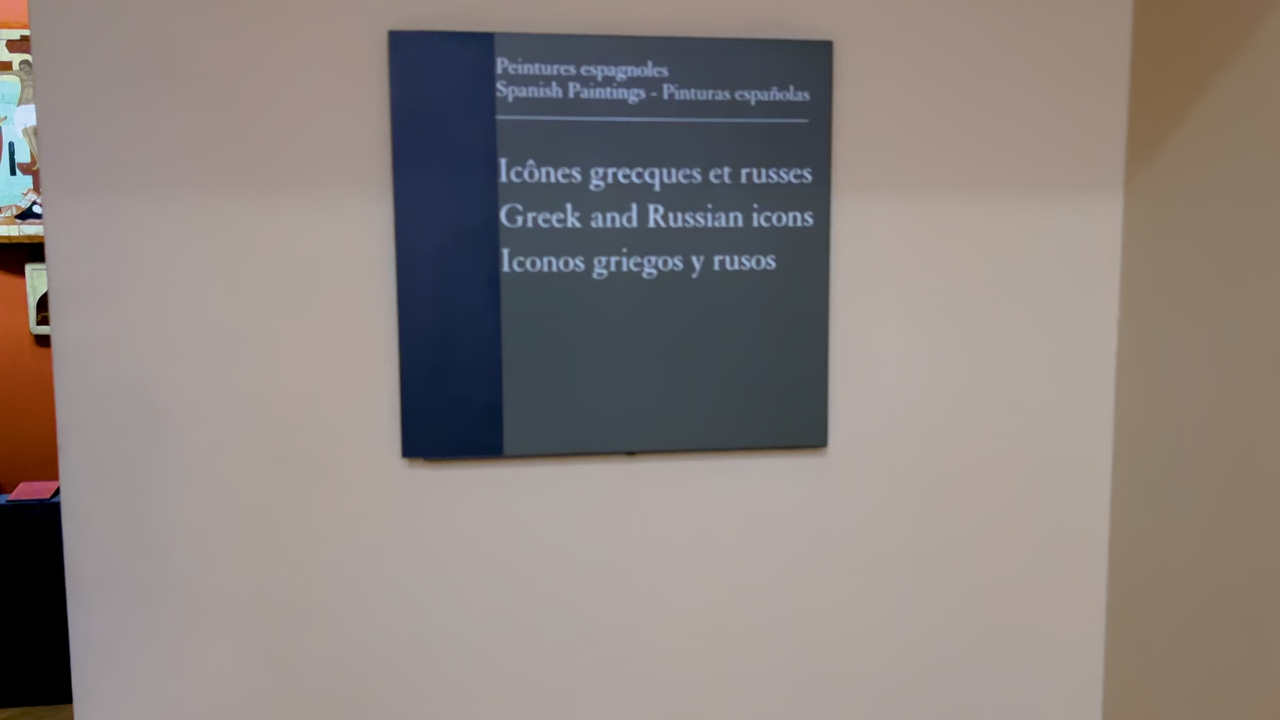 Peintures espagnoles
Spanish Paintings - Pinturas españolas
Icônes grecques et russes
Greek and Russian icons
Iconos griegos y rusos